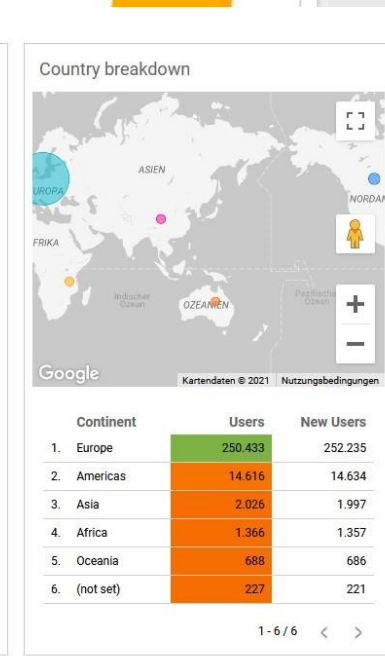 Country breakdown
ASIEN
EUROPA
NORDAM
FRIKA
Indischer
Ozean
OZEANIEN
Pazifische
Ozean
Google
Kartendaten © 2021 Nutzungsbedingungen
Continent Users New Users
1. Europe 250.433 252.235
2. Americas 14.616 14.634
3. Asia 2.026 1.997
4. Africa 1.366 1.357
5. Oceania 688 686
6. (not set) 227 221
1 - 6 / 6 < >